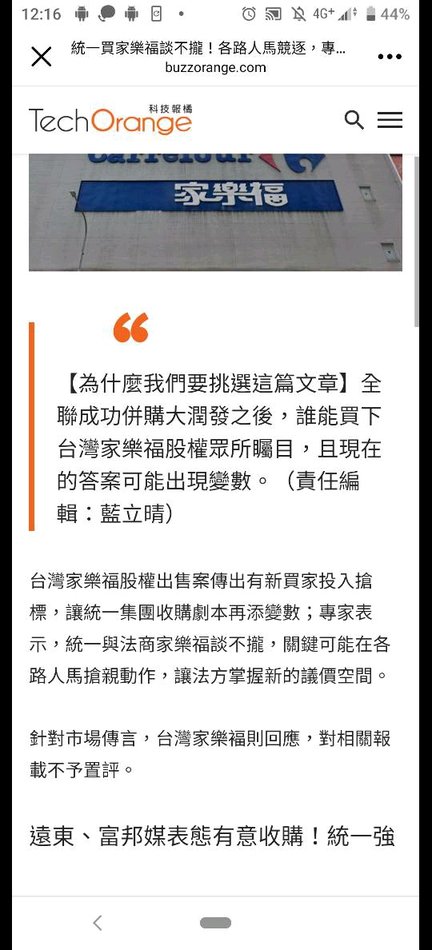 12:16
4G+
44%
統一買家樂福談不攏！各路人馬競逐，專...
buzzorange.com
科技報橘
TechOrange
Carrefour
家樂福
【為什麼我們要挑選這篇文章】全
聯成功併購大潤發之後，誰能買下
台灣家樂福股權眾所矚目，且現在
的答案可能出現變數。（責任編
輯：藍立晴）
台灣家樂福股權出售案傳出有新買家投入搶
標，讓統一集團收購劇本再添變數；專家表
示，統一與法商家樂福談不攏，關鍵可能在各
路人馬搶親動作，讓法方掌握新的議價空間。
針對市場傳言，台灣家樂福則回應，對相關報
載不予置評。
遠東、富邦媒表態有意收購！統一強